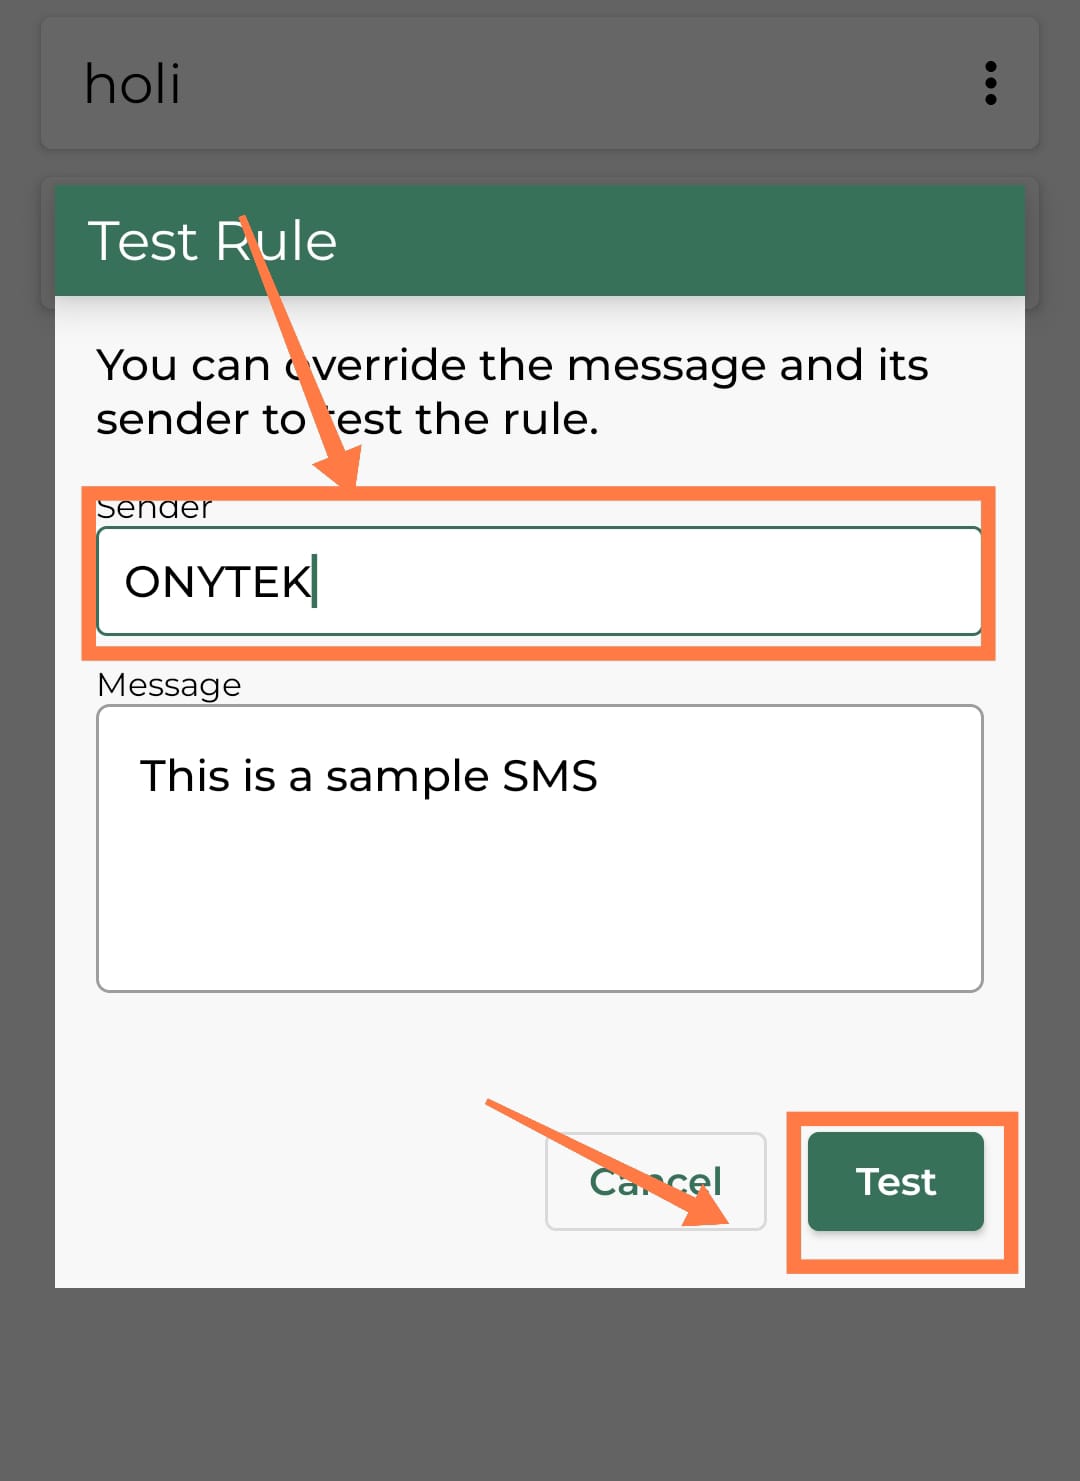 holi
Test Rule
You can override the message and its
sender to test the rule.
Sender
ONYTEK
Message
This is a sample SMS
Cancel
Test